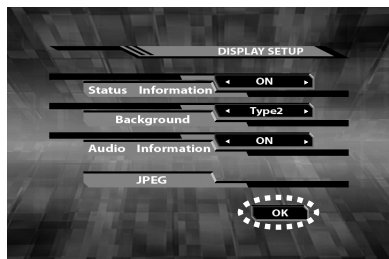 DISPLAY SETUP
Status Information ON
Background Type2
Audio Information ON
JPEG
OK